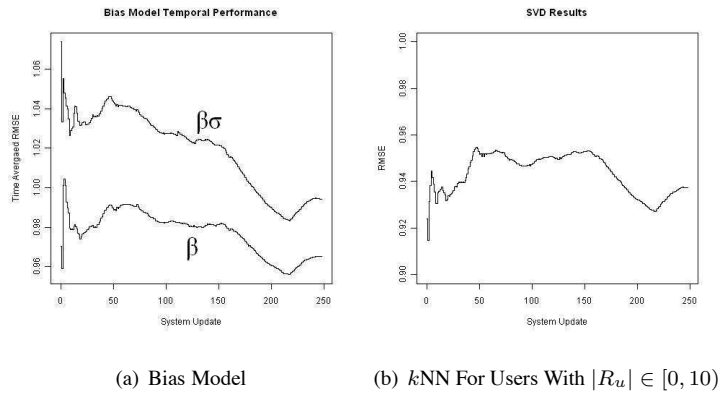 Bias Model Temporal Performance
Time Avergaed RMSE
1.06
1.04
1.02
1.00
0.98
0.96
βσ
β
0 50 100 150 200 250
System Update
(a) Bias Model
SVD Results
RMSE
1.00
0.98
0.96
0.94
0.92
0.90
0 50 100 150 200 250
System Update
(b) kNN For Users With |Ru| ∈ [0, 10)